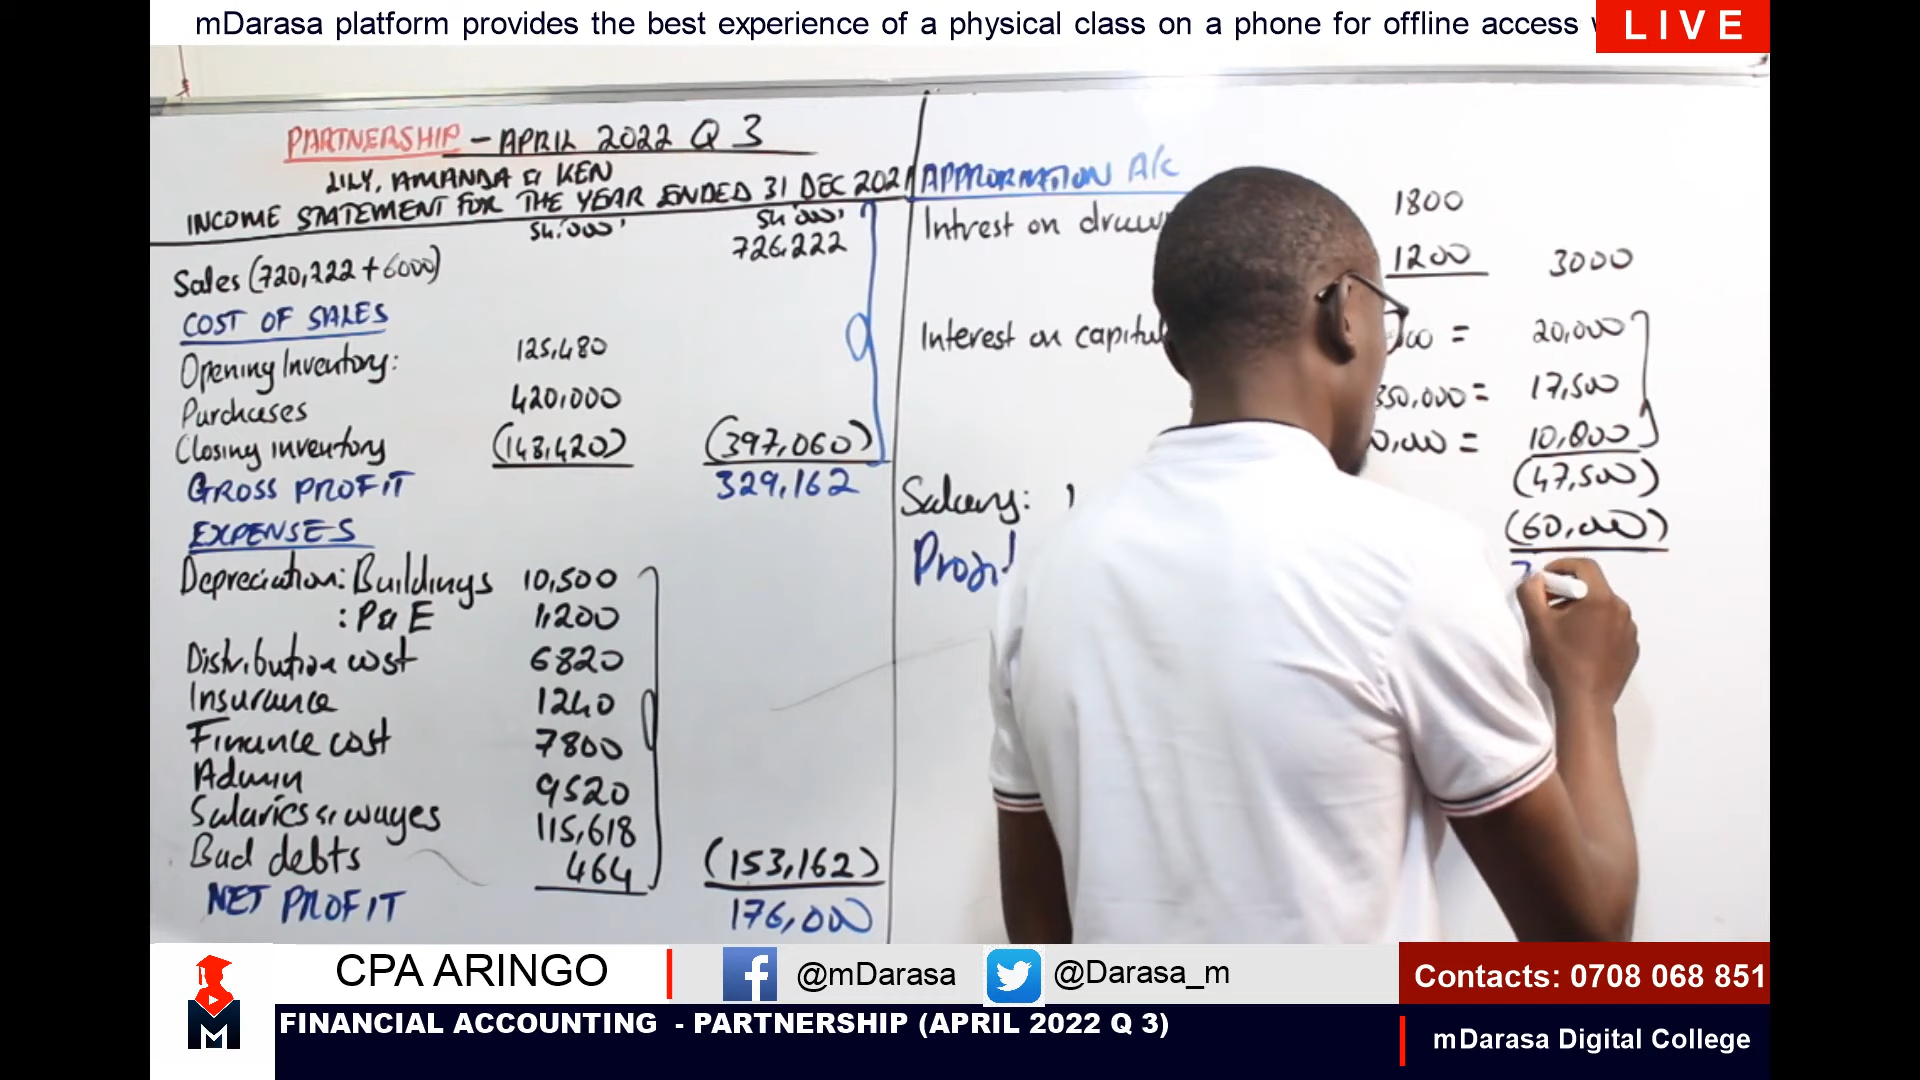 mDarasa platform provides the best experience of a physical class on a phone for offline access
LIVE
PARTNERSHIP - APRIL 2022 Q 3
LILY, AMANDA & KEN
INCOME STATEMENT FOR THE YEAR ENDED 31 DEC 2021
Sh.'000' Sh.'000'
Sales (720,222 + 6000) 726,222
COST OF SALES
Opening Inventory: 125,480
Purchases 420,000
Closing inventory (148,420) (397,060)
GROSS PROFIT 329,162
EXPENSES
Depreciation: Buildings 10,500
: P & E 1,200
Distribution cost 6820
Insurance 1240
Finance cost 7800
Admin 9520
Salaries & wages 115,618
Bad debts 464 (153,162)
NET PROFIT 176,000
APPRORMATION A/c
Intrest on 1800
1200 3000
Interest on = 20,000
350,000 = 17,500
= 10,000
(47,500)
Salary: (60,000)
CPA ARINGO
@mDarasa
@Darasa_m
Contacts: 0708 068 851
M
FINANCIAL ACCOUNTING - PARTNERSHIP (APRIL 2022 Q 3)
mDarasa Digital College